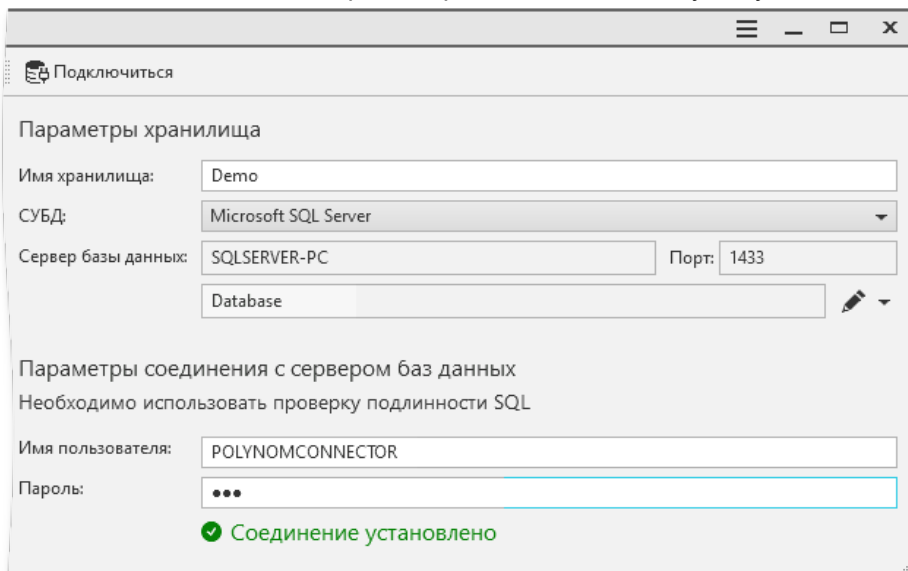 Подключиться
Параметры хранилища
Имя хранилища: Demo
СУБД: Microsoft SQL Server
Сервер базы данных: SQLSERVER-PC Порт: 1433
Database
Параметры соединения с сервером баз данных
Необходимо использовать проверку подлинности SQL
Имя пользователя: POLYNOMCONNECTOR
Пароль: •••
Соединение установлено